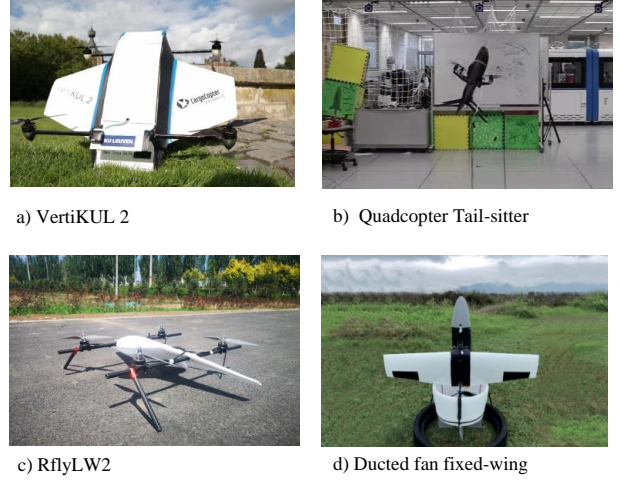 VertiKUL 2
CargoCopter
KU LEUVEN
a) VertiKUL 2
b) Quadcopter Tail-sitter
c) RflyLW2
d) Ducted fan fixed-wing